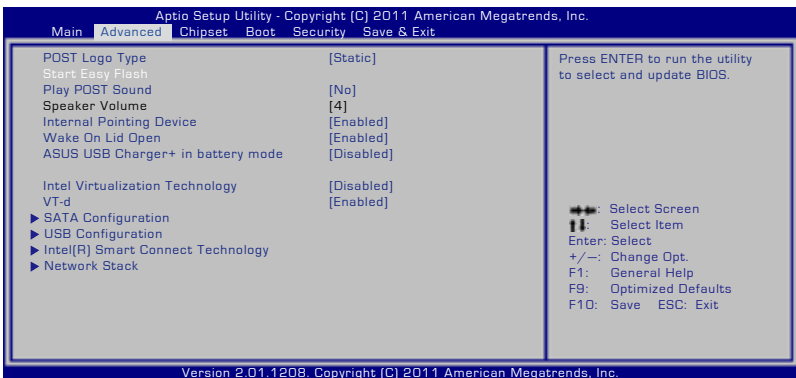 Aptio Setup Utility - Copyright (C) 2011 American Megatrends, Inc.
Main Advanced Chipset Boot Security Save & Exit
POST Logo Type [Static]
Start Easy Flash
Play POST Sound [No]
Speaker Volume [4]
Internal Pointing Device [Enabled]
Wake On Lid Open [Enabled]
ASUS USB Charger+ in battery mode [Disabled]
Intel Virtualization Technology [Disabled]
VT-d [Enabled]
SATA Configuration
USB Configuration
Intel(R) Smart Connect Technology
Network Stack
Press ENTER to run the utility
to select and update BIOS.
: Select Screen
: Select Item
Enter: Select
+/—: Change Opt.
F1: General Help
F9: Optimized Defaults
F10: Save ESC: Exit
Version 2.01.1208. Copyright (C) 2011 American Megatrends, Inc.